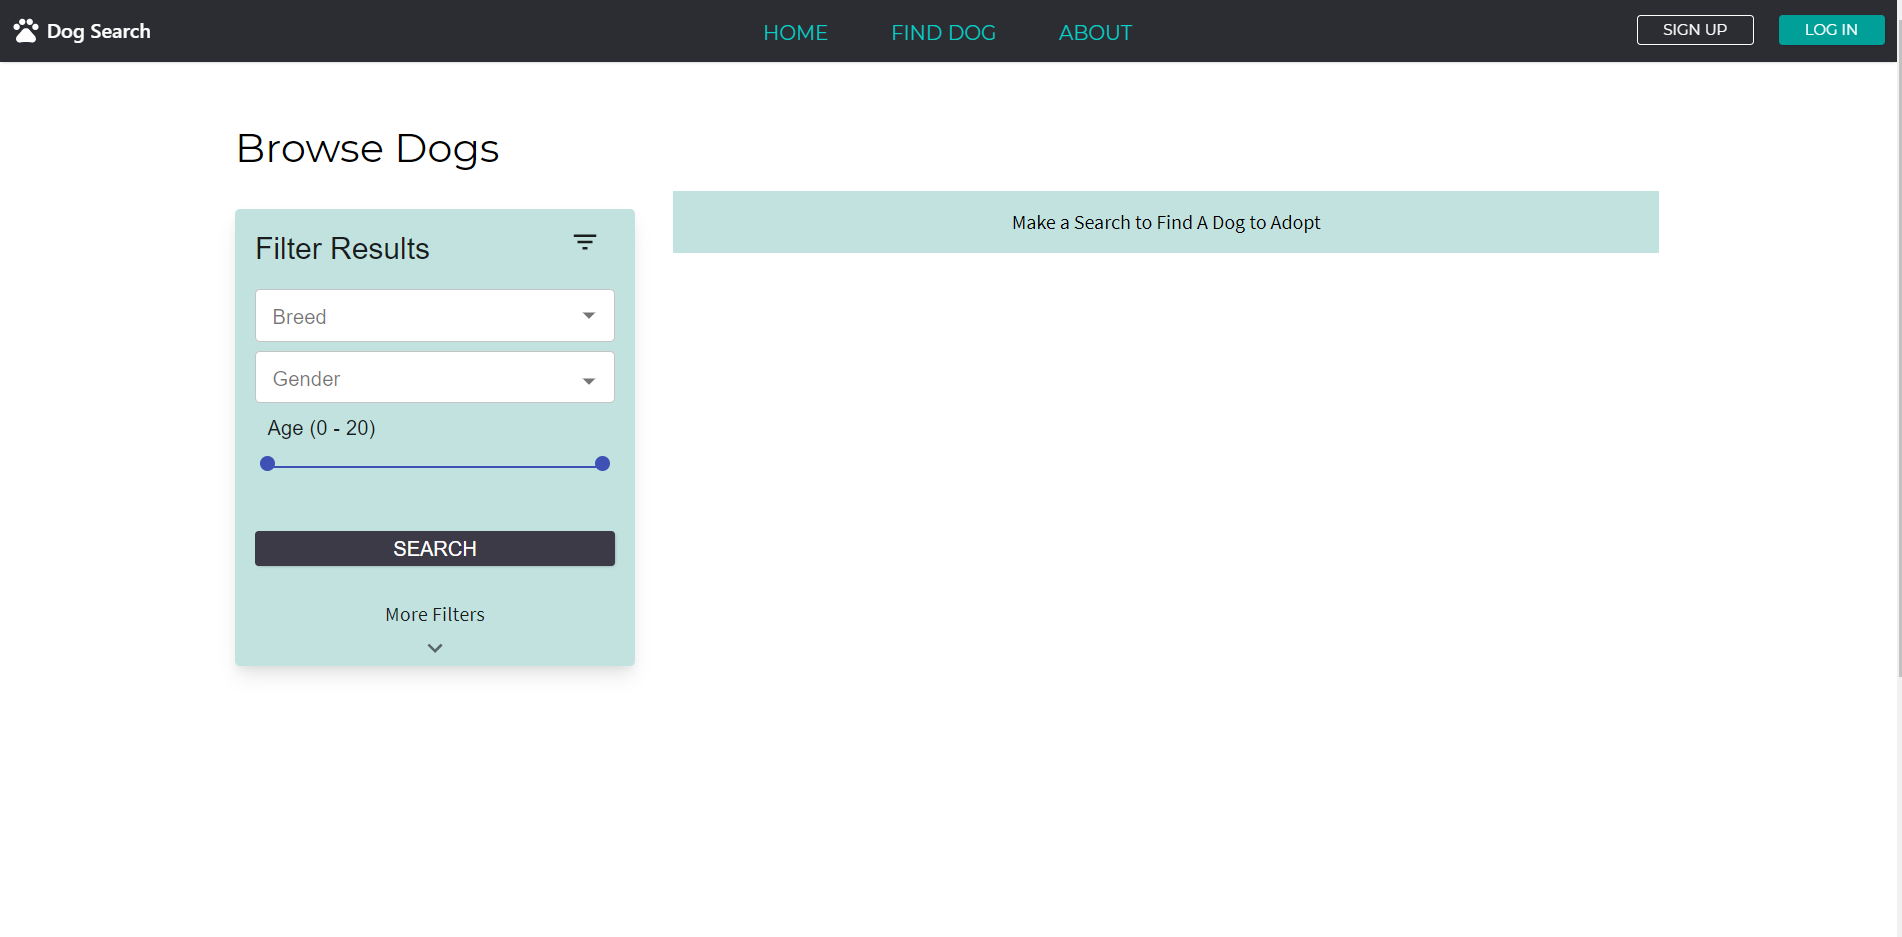 Dog Search
HOME
FIND DOG
ABOUT
SIGN UP
LOG IN
Browse Dogs
Filter Results
Breed
Gender
Age (0 - 20)
SEARCH
More Filters
Make a Search to Find A Dog to Adopt